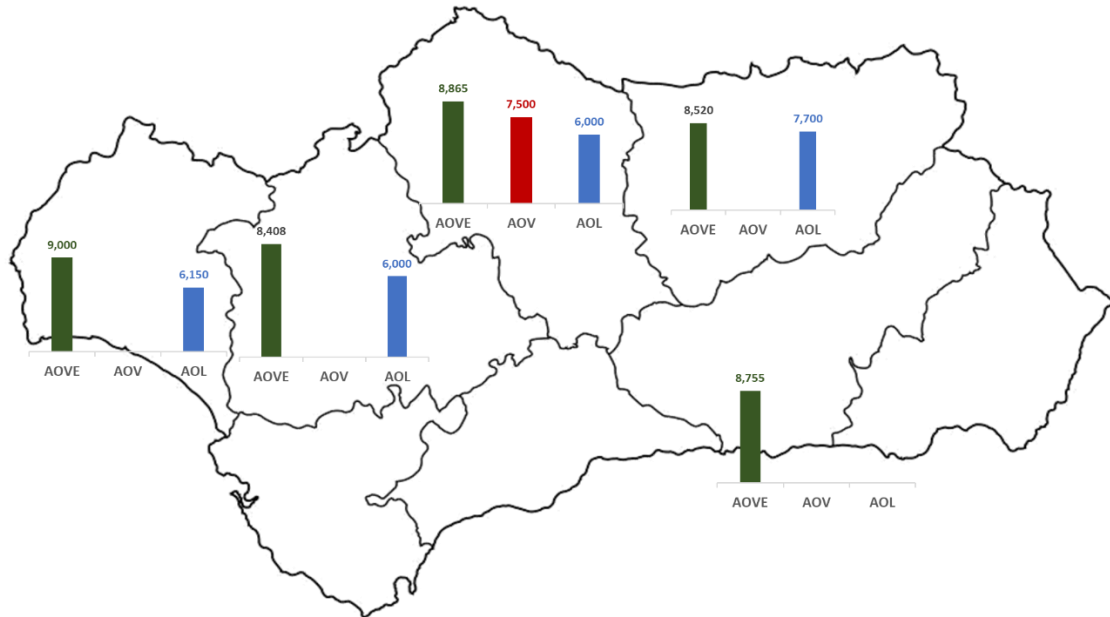 8,865
7,500
6,000
AOVE AOV AOL
8,520
7,700
AOVE AOV AOL
9,000
6,150
AOVE AOV AOL
8,408
6,000
AOVE AOV AOL
8,755
AOVE AOV AOL